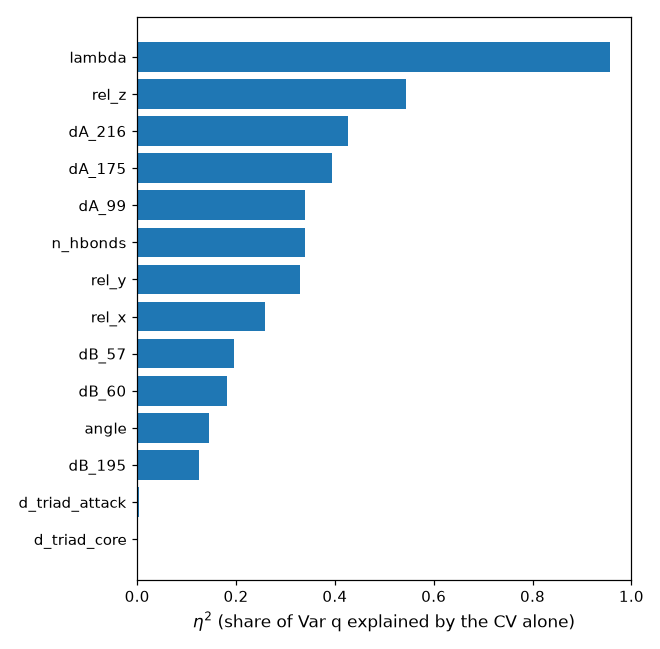 lambda
rel_z
dA_216
dA_175
dA_99
n_hbonds
rel_y
rel_x
dB_57
dB_60
angle
dB_195
d_triad_attack
d_triad_core
0.0 0.2 0.4 0.6 0.8 1.0
η² (share of Var q explained by the CV alone)